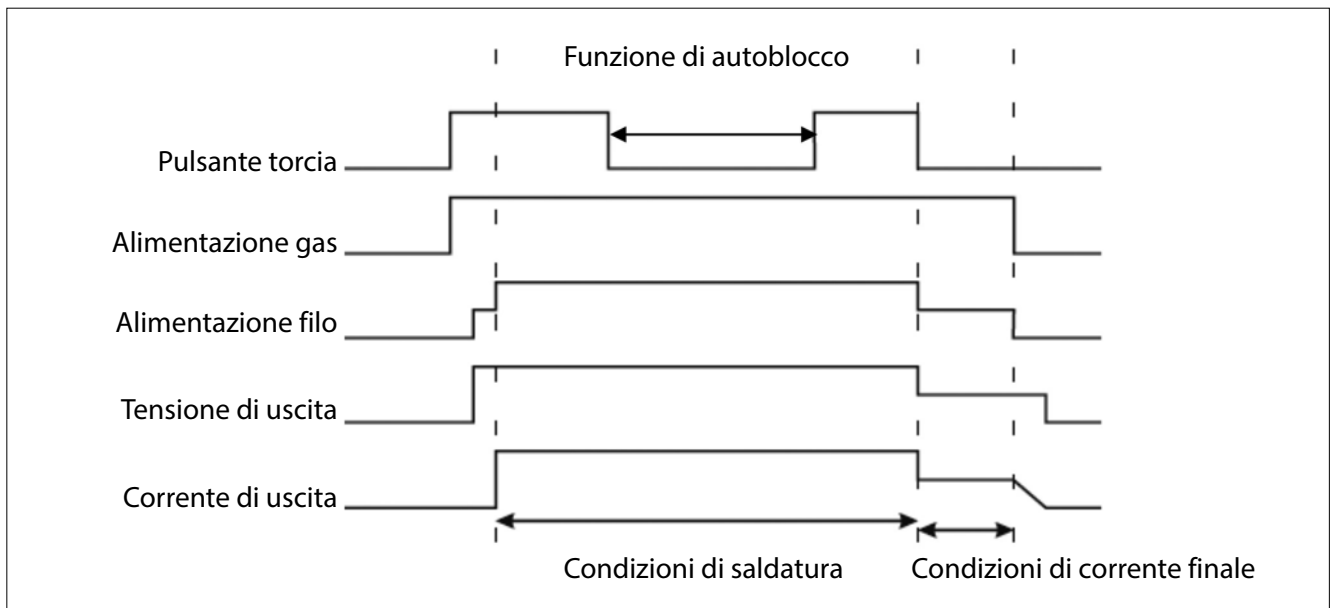 Funzione di autoblocco
Pulsante torcia
Alimentazione gas
Alimentazione filo
Tensione di uscita
Corrente di uscita
Condizioni di saldatura
Condizioni di corrente finale